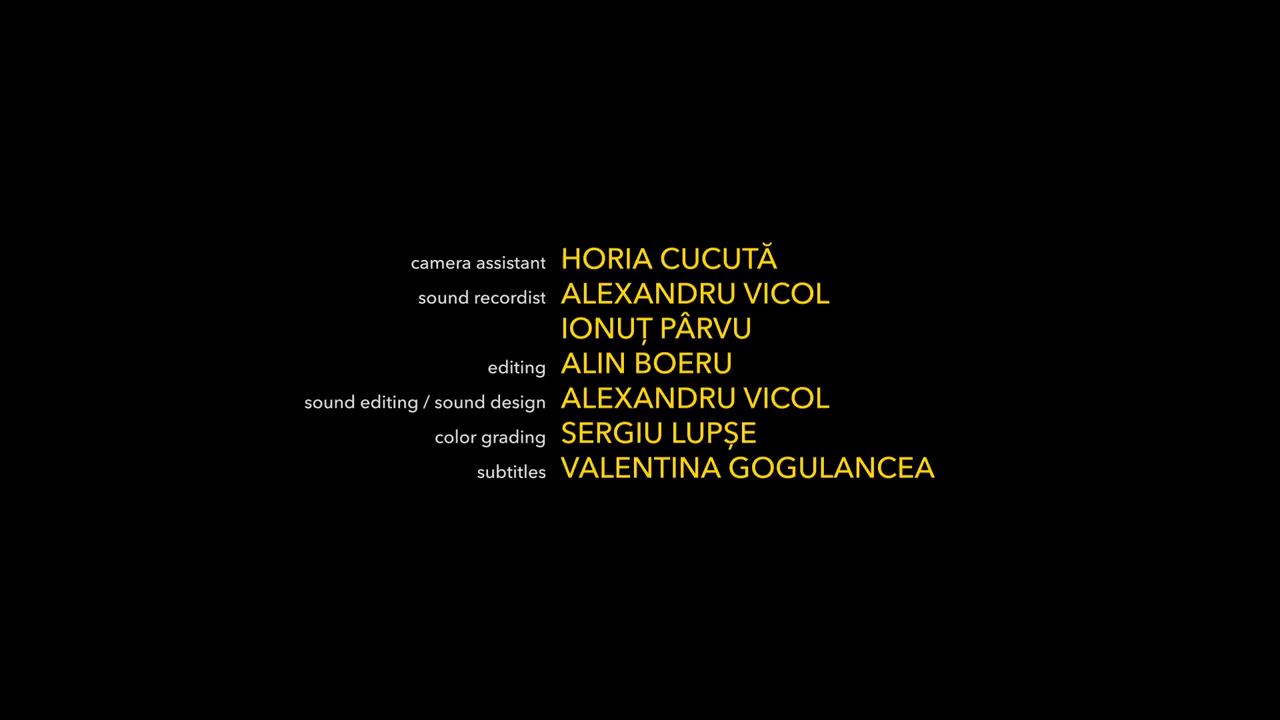 camera assistant HORIA CUCUTĂ
sound recordist ALEXANDRU VICOL
IONUȚ PÂRVU
editing ALIN BOERU
sound editing / sound design ALEXANDRU VICOL
color grading SERGIU LUPȘE
subtitles VALENTINA GOGULANCEA